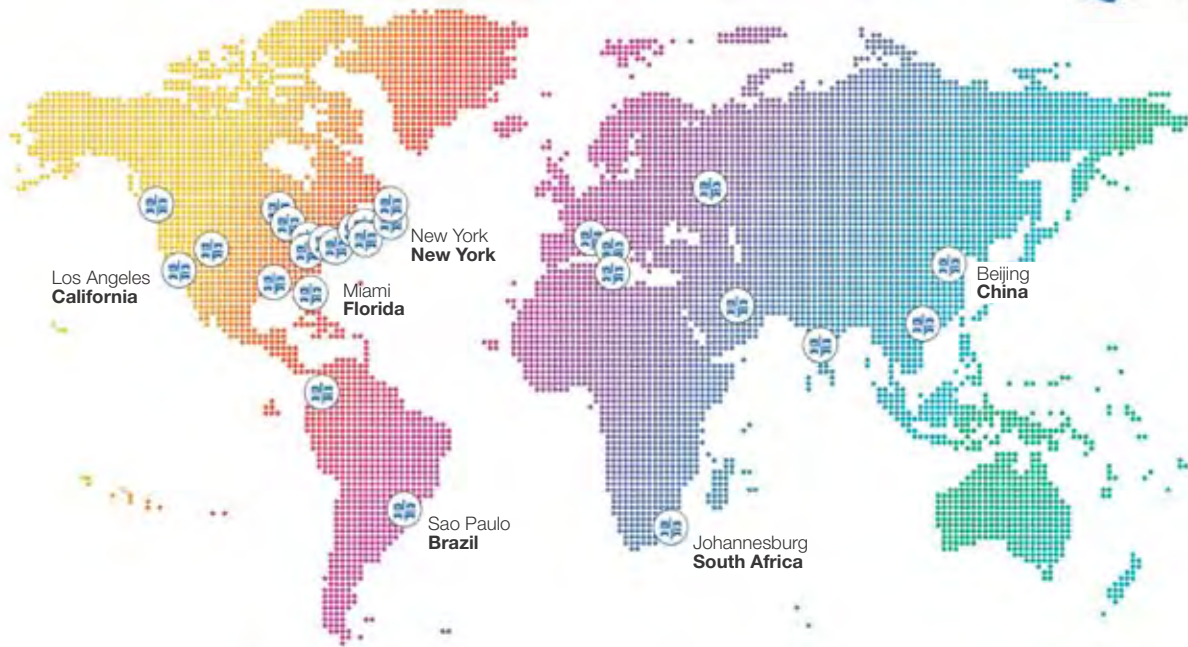 New York
New York
Los Angeles
California
Miami
Florida
Beijing
China
Sao Paulo
Brazil
Johannesburg
South Africa